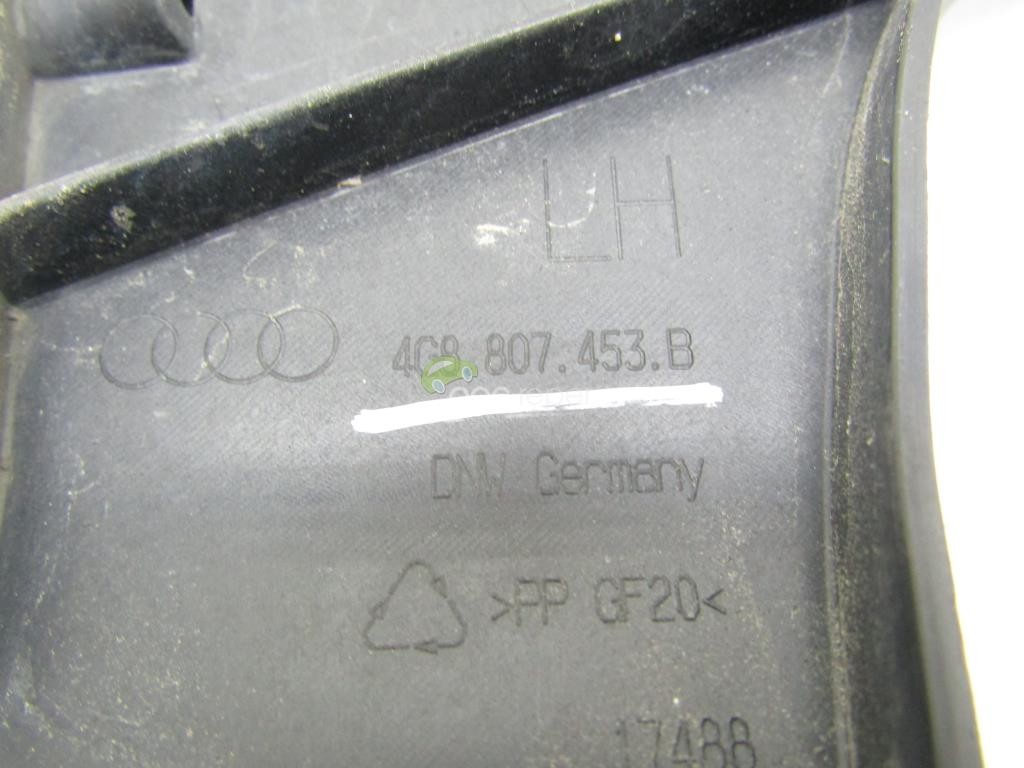 LH
4G8.807.453.B
DNW Germany
>PP GF20<
17488